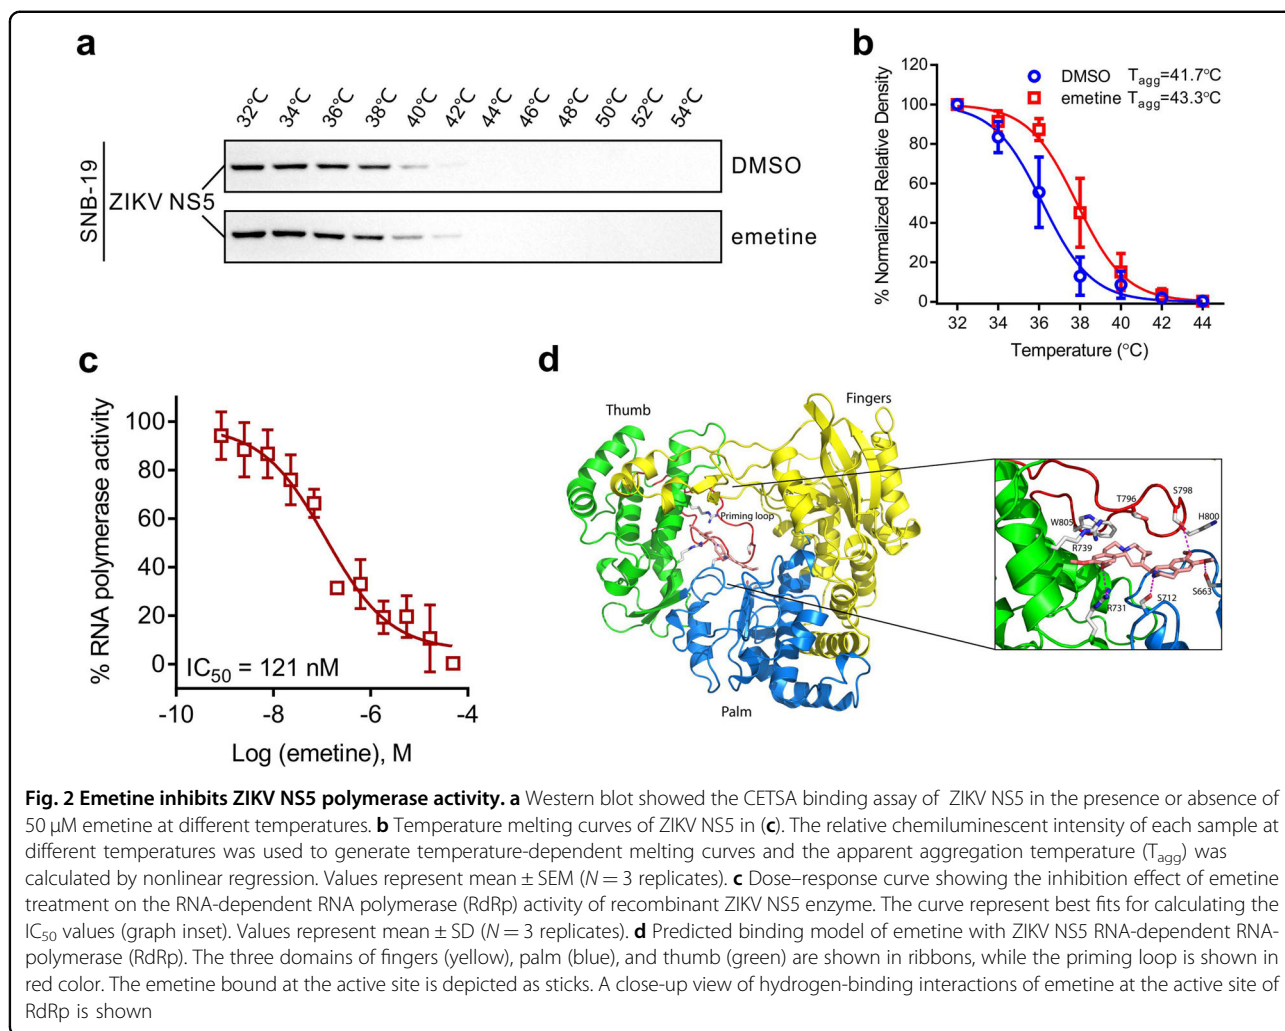 a
32℃ 34℃ 36℃ 38℃ 40℃ 42℃ 44℃ 46℃ 48℃ 50℃ 52℃ 54℃
SNB-19
ZIKV NS5
DMSO
emetine
b
% Normalized Relative Density
120
100
80
60
40
20
0
DMSO Tagg=41.7°C
emetine Tagg=43.3°C
32 34 36 38 40 42 44
Temperature (°C)
c
% RNA polymerase activity
100
80
60
40
20
0
IC50 = 121 nM
-10 -8 -6 -4
Log (emetine), M
d
Thumb
Fingers
Priming loop
Palm
T796
S798
H800
W805
R739
S663
S712
R731
Fig. 2 Emetine inhibits ZIKV NS5 polymerase activity. a Western blot showed the CETSA binding assay of ZIKV NS5 in the presence or absence of
50 µM emetine at different temperatures. b Temperature melting curves of ZIKV NS5 in (c). The relative chemiluminescent intensity of each sample at
different temperatures was used to generate temperature-dependent melting curves and the apparent aggregation temperature (Tagg) was
calculated by nonlinear regression. Values represent mean ± SEM (N = 3 replicates). c Dose–response curve showing the inhibition effect of emetine
treatment on the RNA-dependent RNA polymerase (RdRp) activity of recombinant ZIKV NS5 enzyme. The curve represent best fits for calculating the
IC50 values (graph inset). Values represent mean ± SD (N = 3 replicates). d Predicted binding model of emetine with ZIKV NS5 RNA-dependent RNA-
polymerase (RdRp). The three domains of fingers (yellow), palm (blue), and thumb (green) are shown in ribbons, while the priming loop is shown in
red color. The emetine bound at the active site is depicted as sticks. A close-up view of hydrogen-binding interactions of emetine at the active site of
RdRp is shown